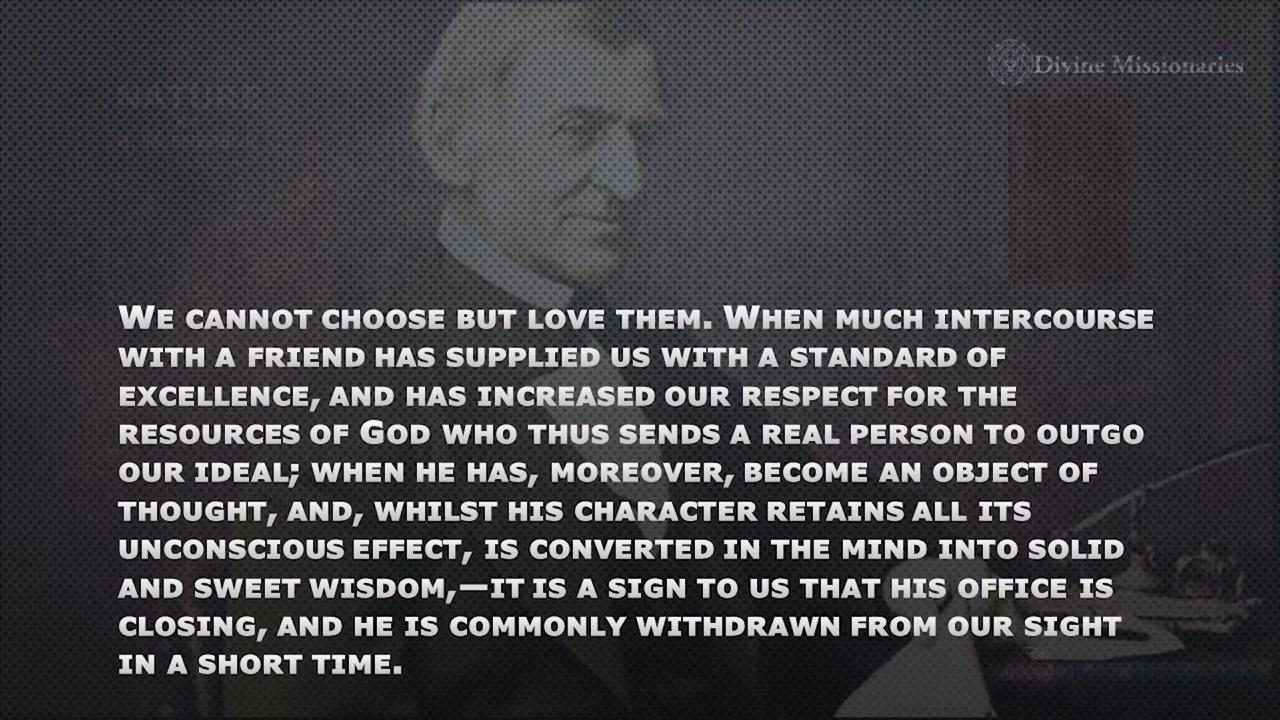 Divine Missionaries
We cannot choose but love them. When much intercourse
with a friend has supplied us with a standard of
excellence, and has increased our respect for the
resources of God who thus sends a real person to outgo
our ideal; when he has, moreover, become an object of
thought, and, whilst his character retains all its
unconscious effect, is converted in the mind into solid
and sweet wisdom,—it is a sign to us that his office is
closing, and he is commonly withdrawn from our sight
in a short time.